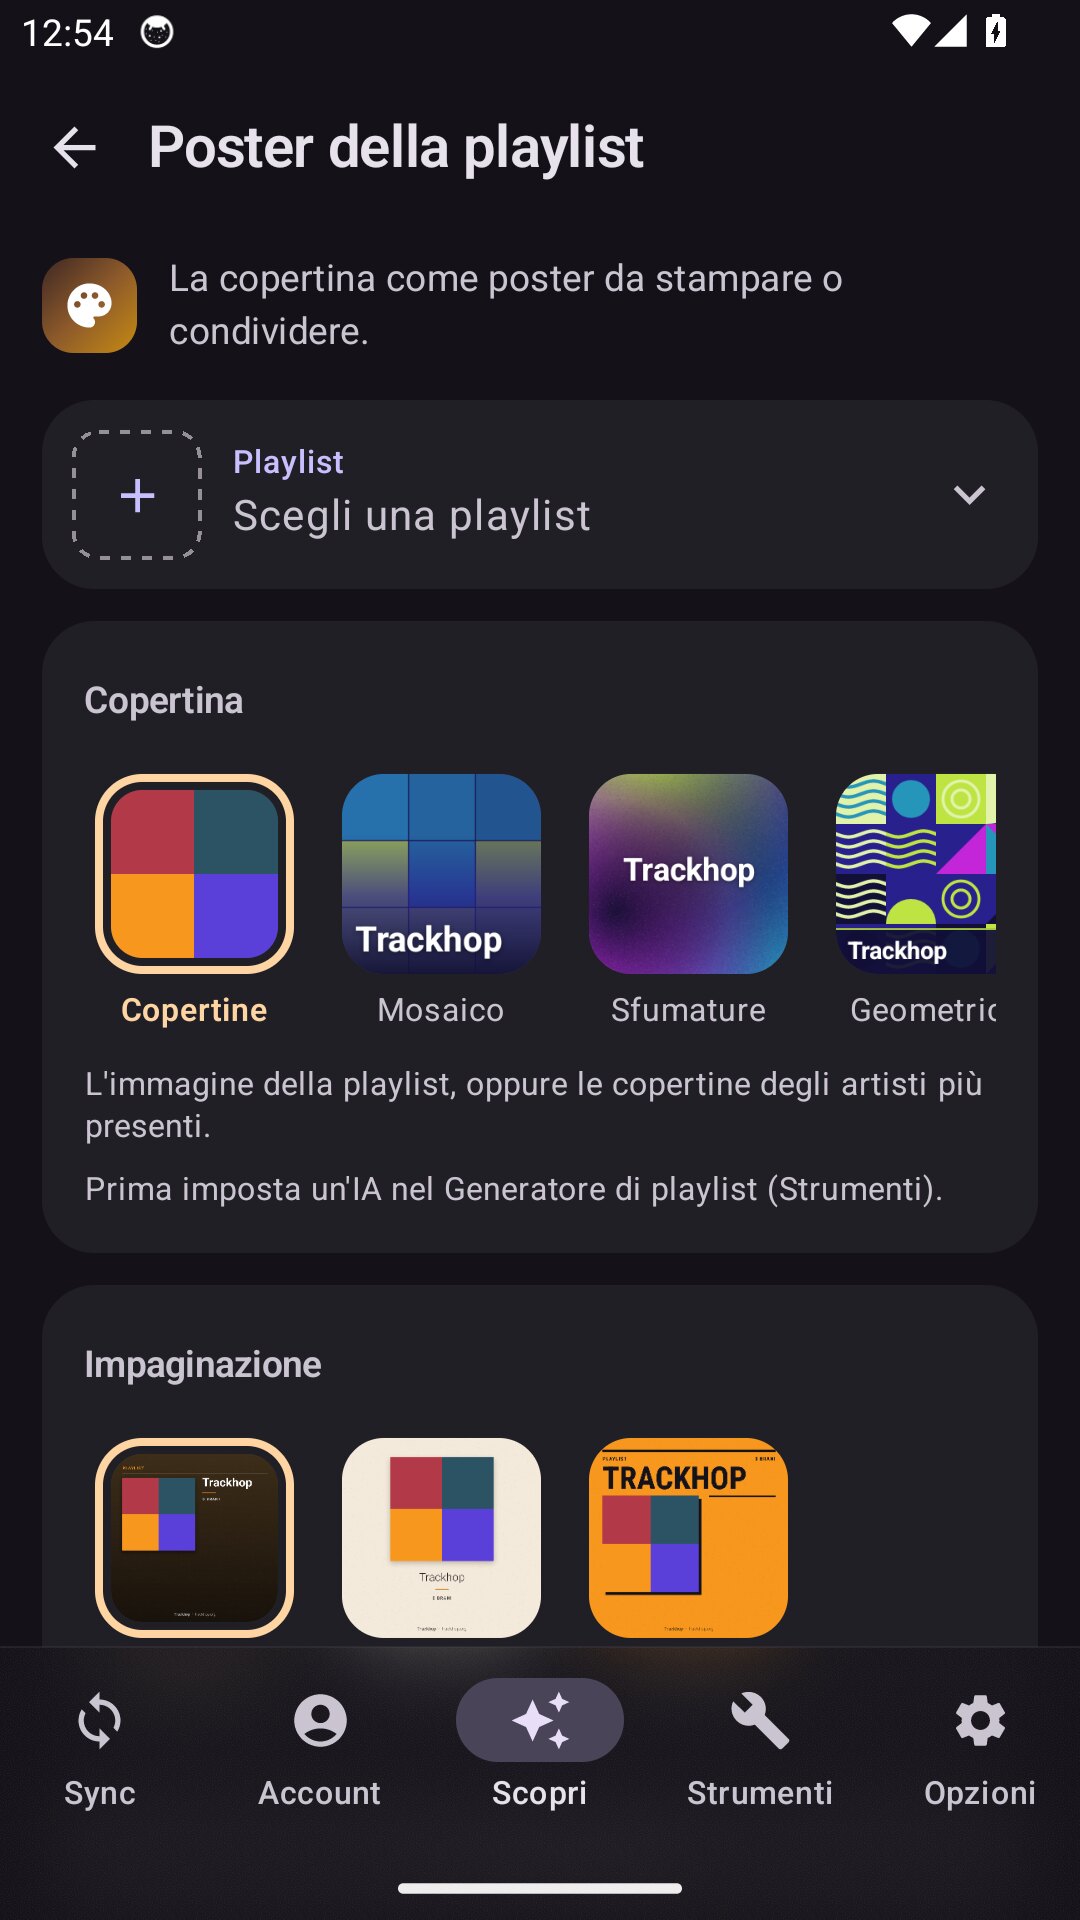 12:54
Poster della playlist
La copertina come poster da stampare o
condividere.
Playlist
Scegli una playlist
Copertina
Trackhop
Trackhop
Trackhop
Copertine
Mosaico
Sfumature
Geometric
L'immagine della playlist, oppure le copertine degli artisti più
presenti.
Prima imposta un'IA nel Generatore di playlist (Strumenti).
Impaginazione
PLAYLIST
Trackhop
Trackhop
PLAYLIST
TRACKHOP
Sync
Account
Scopri
Strumenti
Opzioni